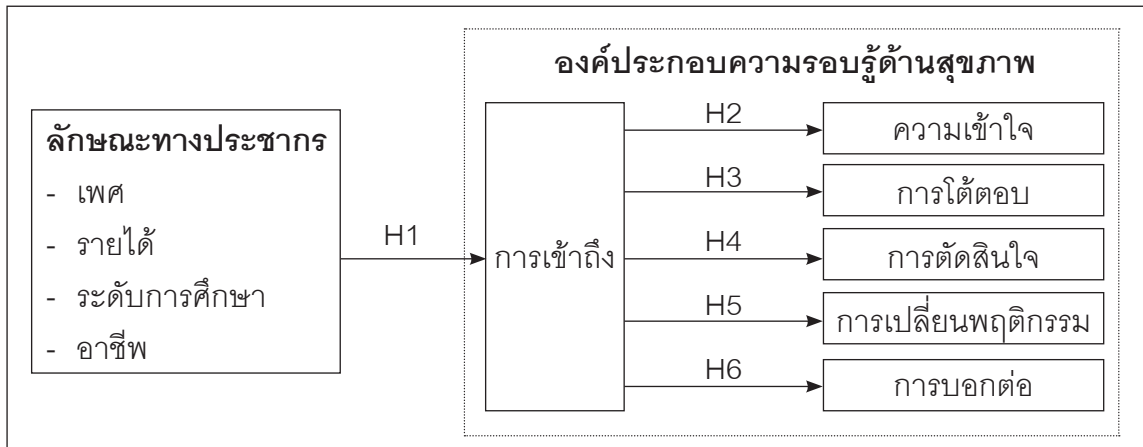 องค์ประกอบความรอบรู้ด้านสุขภาพ
ลักษณะทางประชากร
- เพศ
- รายได้
- ระดับการศึกษา
- อาชีพ
H1
การเข้าถึง
H2
ความเข้าใจ
H3
การโต้ตอบ
H4
การตัดสินใจ
H5
การเปลี่ยนพฤติกรรม
H6
การบอกต่อ